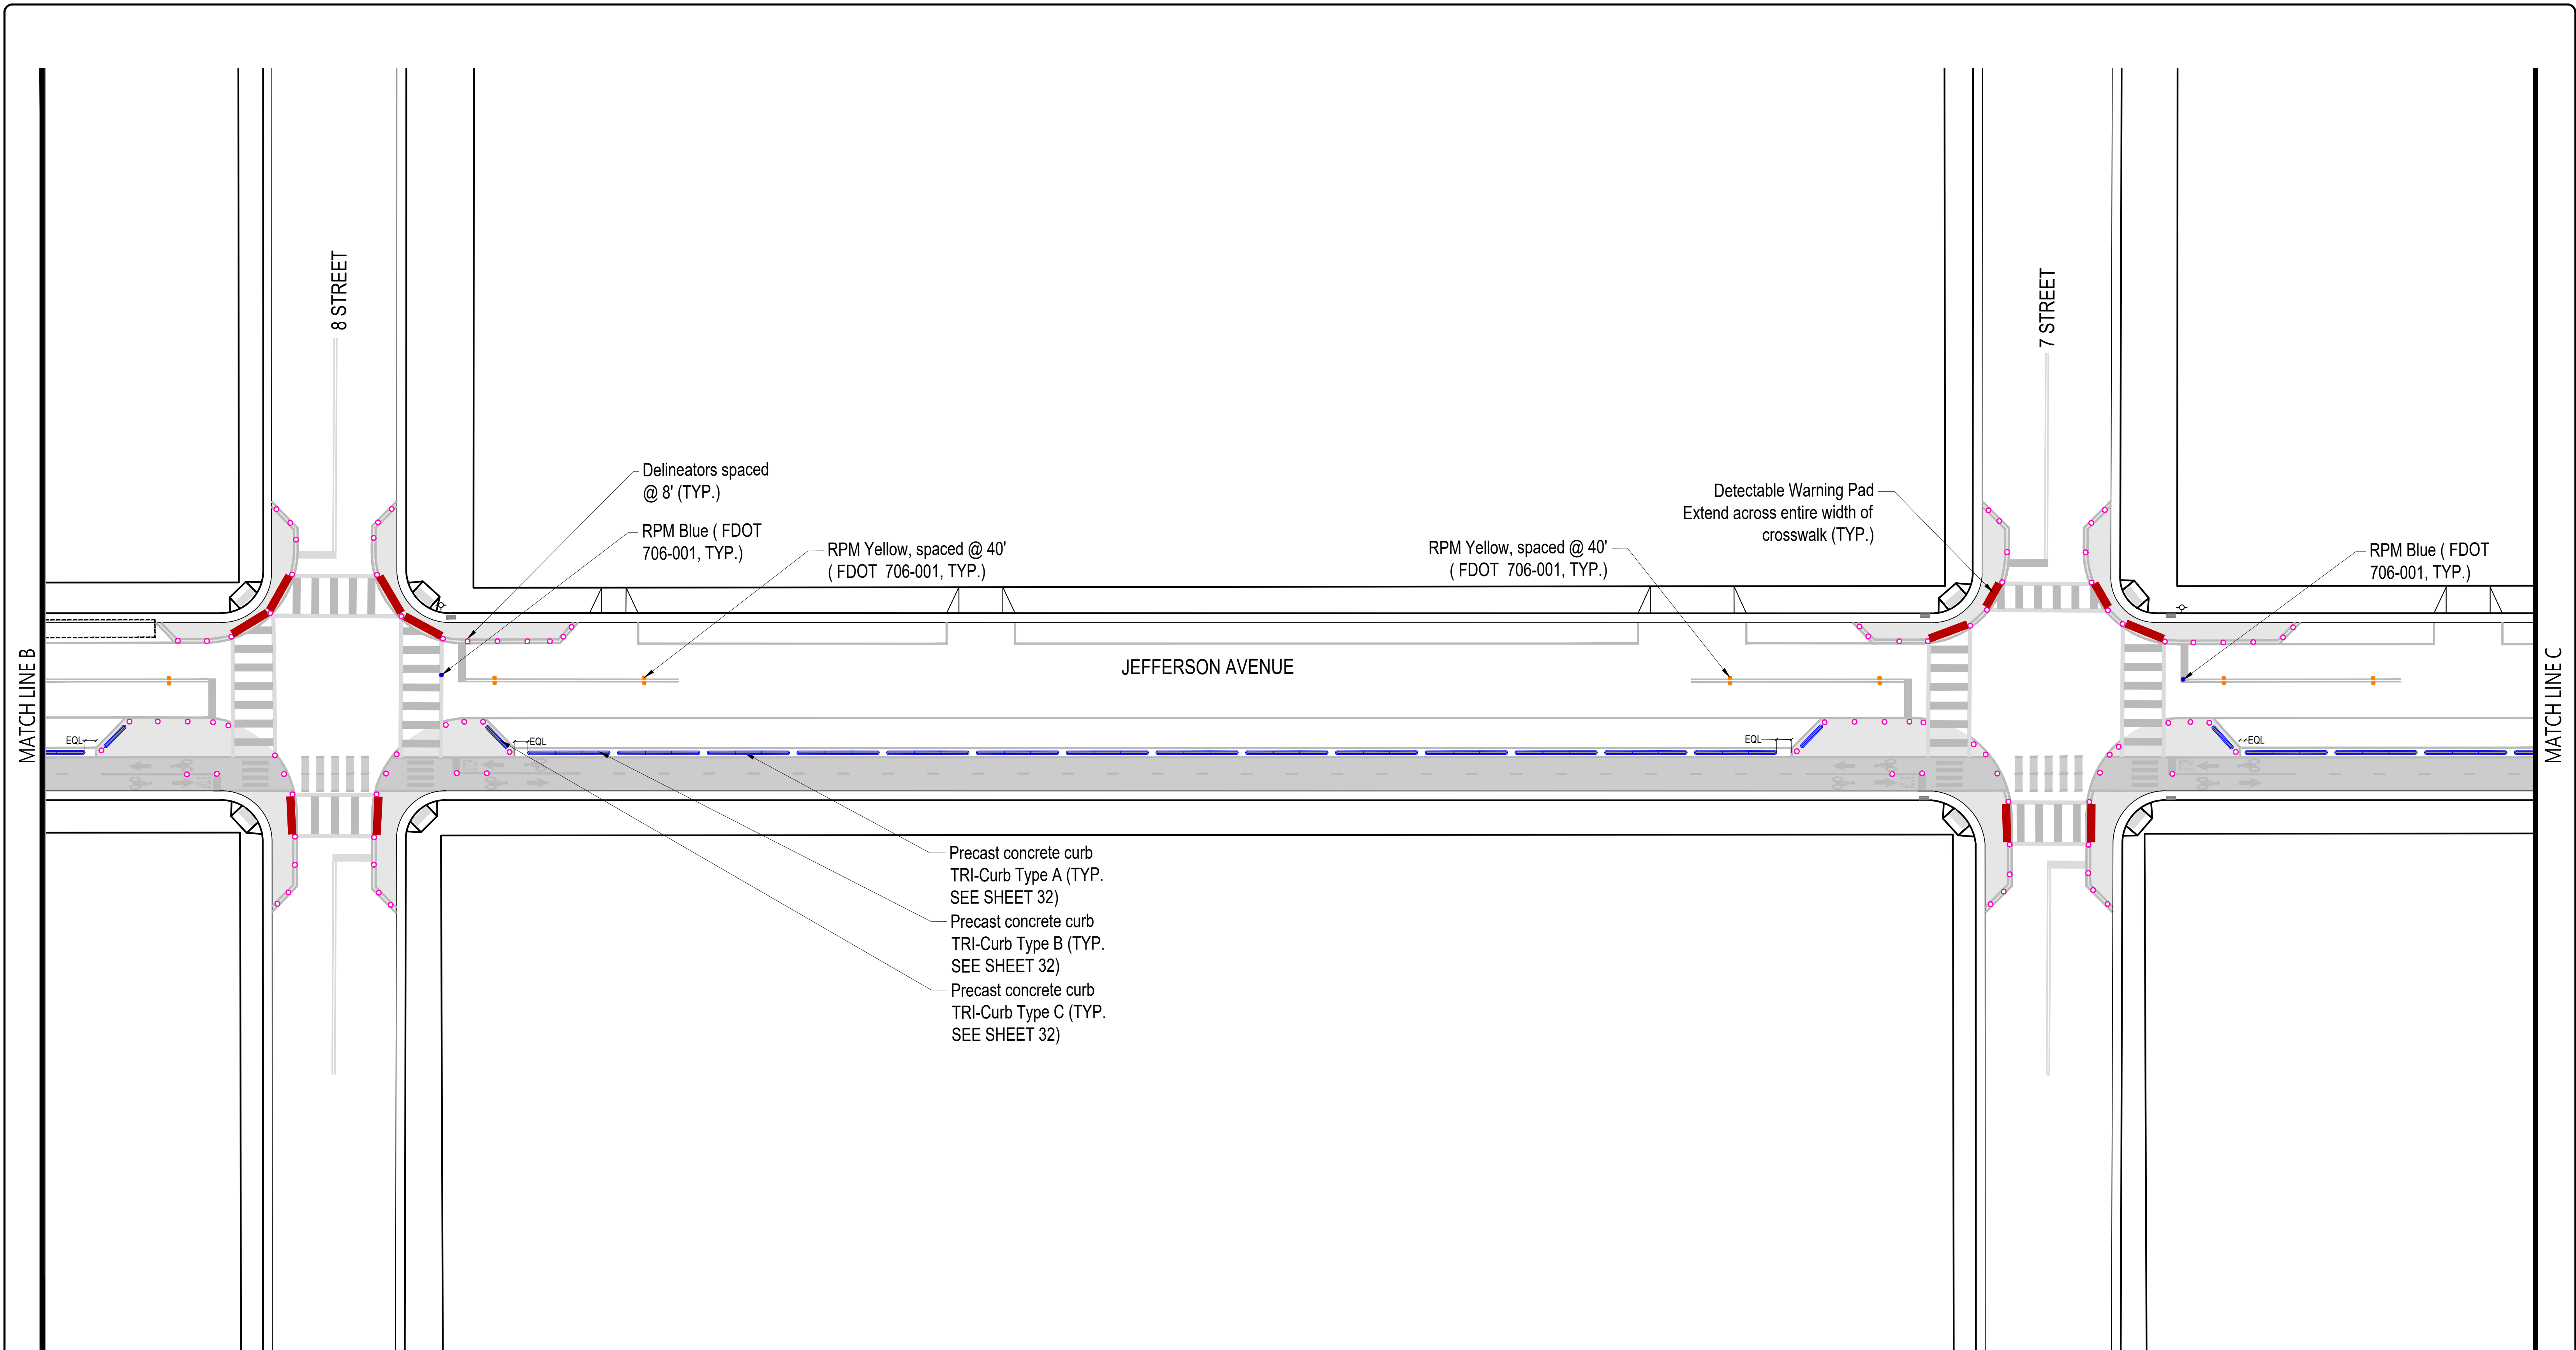 8 STREET
7 STREET
Delineators spaced
@ 8' (TYP.)
RPM Blue ( FDOT
706-001, TYP.)
RPM Yellow, spaced @ 40'
( FDOT 706-001, TYP.)
RPM Yellow, spaced @ 40'
( FDOT 706-001, TYP.)
Detectable Warning Pad
Extend across entire width of
crosswalk (TYP.)
RPM Blue ( FDOT
706-001, TYP.)
MATCH LINE B
JEFFERSON AVENUE
MATCH LINE C
EQL
EQL
EQL
EQL
Precast concrete curb
TRI-Curb Type A (TYP.
SEE SHEET 32)
Precast concrete curb
TRI-Curb Type B (TYP.
SEE SHEET 32)
Precast concrete curb
TRI-Curb Type C (TYP.
SEE SHEET 32)